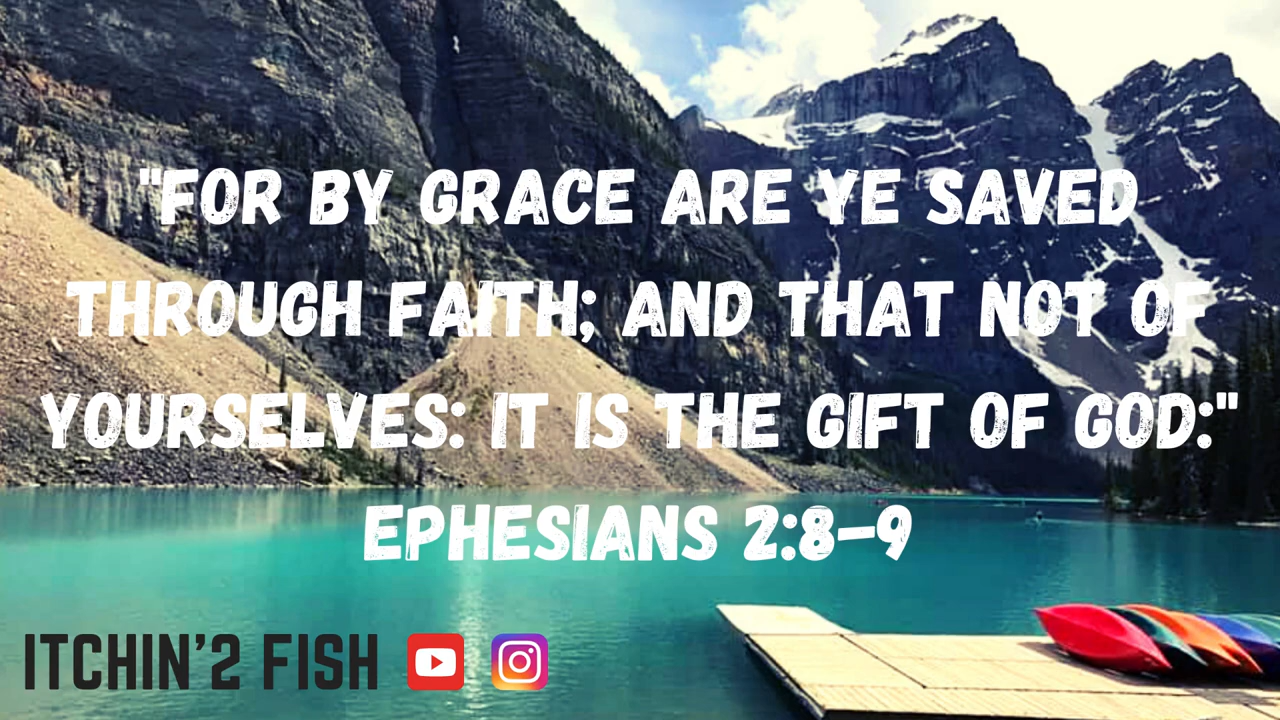 "FOR BY GRACE ARE YE SAVED
THROUGH FAITH; AND THAT NOT OF
YOURSELVES: IT IS THE GIFT OF GOD:"
EPHESIANS 2:8-9
ITCHIN'2 FISH